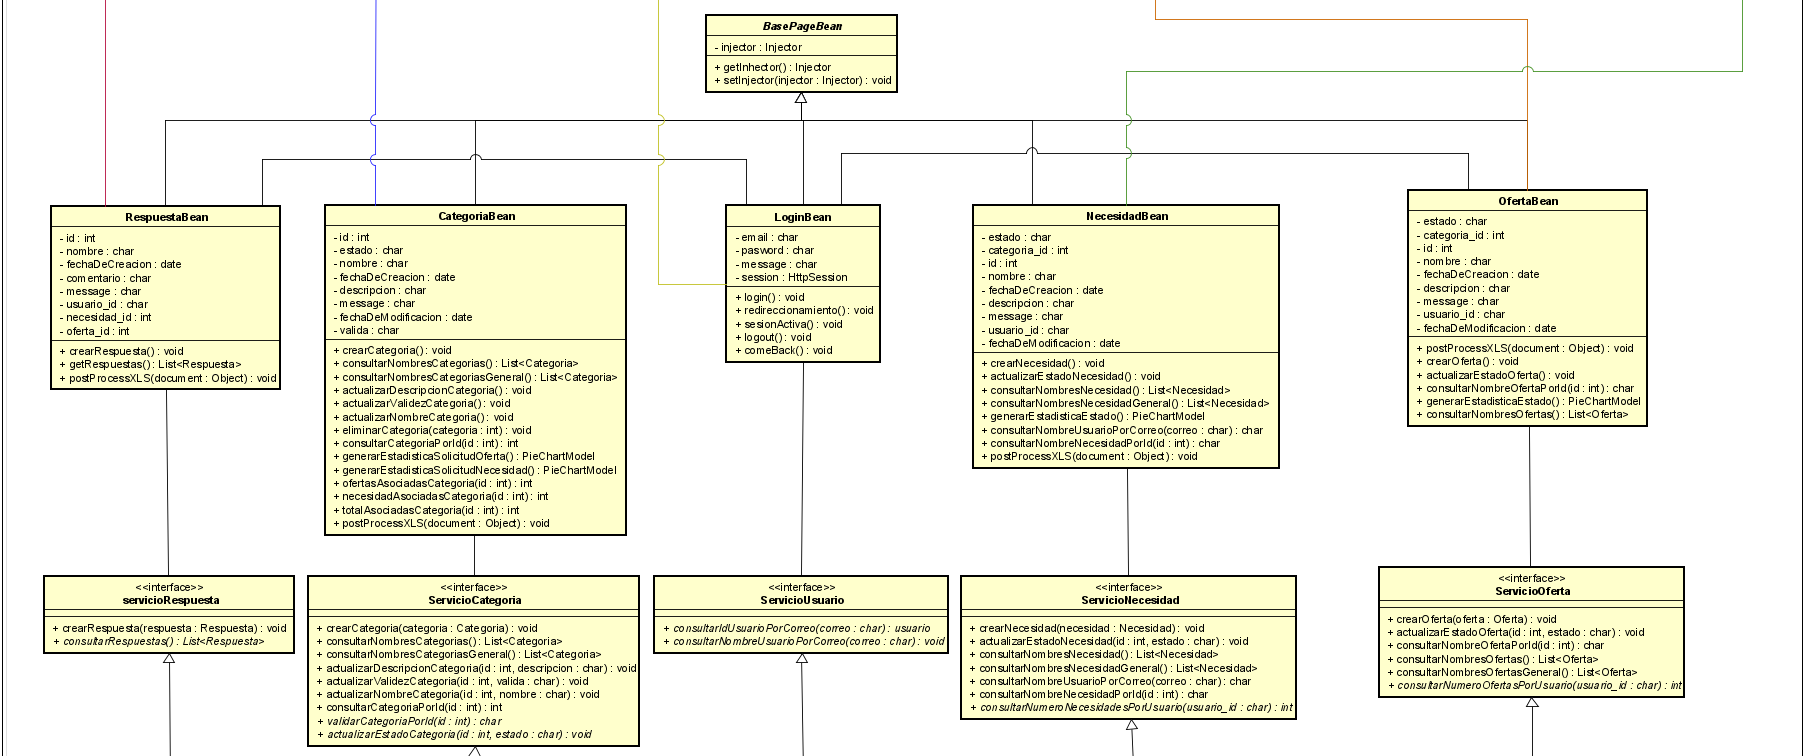 BasePageBean
- injector : Injector
+ getInhector() : Injector
+ setInjector(injector : Injector) : void
RespuestaBean
- id : int
- nombre : char
- fechaDeCreacion : date
- comentario : char
- message : char
- usuario_id : char
- necesidad_id : int
- oferta_id : int
+ crearRespuesta() : void
+ getRespuestas() : List<Respuesta>
+ postProcessXLS(document : Object) : void
CategoriaBean
- id : int
- estado : char
- nombre : char
- fechaDeCreacion : date
- descripcion : char
- message : char
- fechaDeModificacion : date
- valida : char
+ crearCategoria() : void
+ consultarNombresCategorias() : List<Categoria>
+ consultarNombresCategoriasGeneral() : List<Categoria>
+ actualizarDescripcionCategoria() : void
+ actualizarValidezCategoria() : void
+ actualizarNombreCategoria() : void
+ eliminarCategoria(categoria : int) : void
+ consultarCategoriaPorId(id : int) : int
+ generarEstadisticaSolicitudOferta() : PieChartModel
+ generarEstadisticaSolicitudNecesidad() : PieChartModel
+ ofertasAsociadasCategoria(id : int) : int
+ necesidadAsociadasCategoria(id : int) : int
+ totalAsociadasCategoria(id : int) : int
+ postProcessXLS(document : Object) : void
LoginBean
- email : char
- pasword : char
- message : char
- session : HttpSession
+ login() : void
+ redireccionamiento() : void
+ sesionActiva() : void
+ logout() : void
+ comeBack() : void
NecesidadBean
- estado : char
- categoria_id : int
- id : int
- nombre : char
- fechaDeCreacion : date
- descripcion : char
- message : char
- usuario_id : char
- fechaDeModificacion : date
+ crearNecesidad() : void
+ actualizarEstadoNecesidad() : void
+ consultarNombresNecesidad() : List<Necesidad>
+ consultarNombresNecesidadGeneral() : List<Necesidad>
+ generarEstadisticaEstado() : PieChartModel
+ consultarNombreUsuarioPorCorreo(correo : char) : char
+ consultarNombreNecesidadPorId(id : int) : char
+ postProcessXLS(document : Object) : void
OfertaBean
- estado : char
- categoria_id : int
- id : int
- nombre : char
- fechaDeCreacion : date
- descripcion : char
- message : char
- usuario_id : char
- fechaDeModificacion : date
+ postProcessXLS(document : Object) : void
+ crearOferta() : void
+ actualizarEstadoOferta() : void
+ consultarNombreOfertaPorId(id : int) : char
+ generarEstadisticaEstado() : PieChartModel
+ consultarNombresOfertas() : List<Oferta>
<<interface>>
servicioRespuesta
+ crearRespuesta(respuesta : Respuesta) : void
+ consultarRespuestas() : List<Respuesta>
<<interface>>
ServicioCategoria
+ crearCategoria(categoria : Categoria) : void
+ consultarNombresCategorias() : List<Categoria>
+ consultarNombresCategoriasGeneral() : List<Categoria>
+ actualizarDescripcionCategoria(id : int, descripcion : char) : void
+ actualizarValidezCategoria(id : int, valida : char) : void
+ actualizarNombreCategoria(id : int, nombre : char) : void
+ consultarCategoriaPorId(id : int) : int
+ validarCategoriaPorId(id : int) : char
+ actualizarEstadoCategoria(id : int, estado : char) : void
<<interface>>
ServicioUsuario
+ consultarIdUsuarioPorCorreo(correo : char) : usuario
+ consultarNombreUsuarioPorCorreo(correo : char) : void
<<interface>>
ServicioNecesidad
+ crearNecesidad(necesidad : Necesidad) : void
+ actualizarEstadoNecesidad(id : int, estado : char) : void
+ consultarNombresNecesidad() : List<Necesidad>
+ consultarNombresNecesidadGeneral() : List<Necesidad>
+ consultarNombreUsuarioPorCorreo(correo : char) : char
+ consultarNombreNecesidadPorId(id : int) : char
+ consultarNumeroNecesidadesPorUsuario(usuario_id : char) : int
<<interface>>
ServicioOferta
+ crearOferta(oferta : Oferta) : void
+ actualizarEstadoOferta(id : int, estado : char) : void
+ consultarNombreOfertaPorId(id : int) : char
+ consultarNombresOfertas() : List<Oferta>
+ consultarNombresOfertasGeneral() : List<Oferta>
+ consultarNumeroOfertasPorUsuario(usuario_id : char) : int